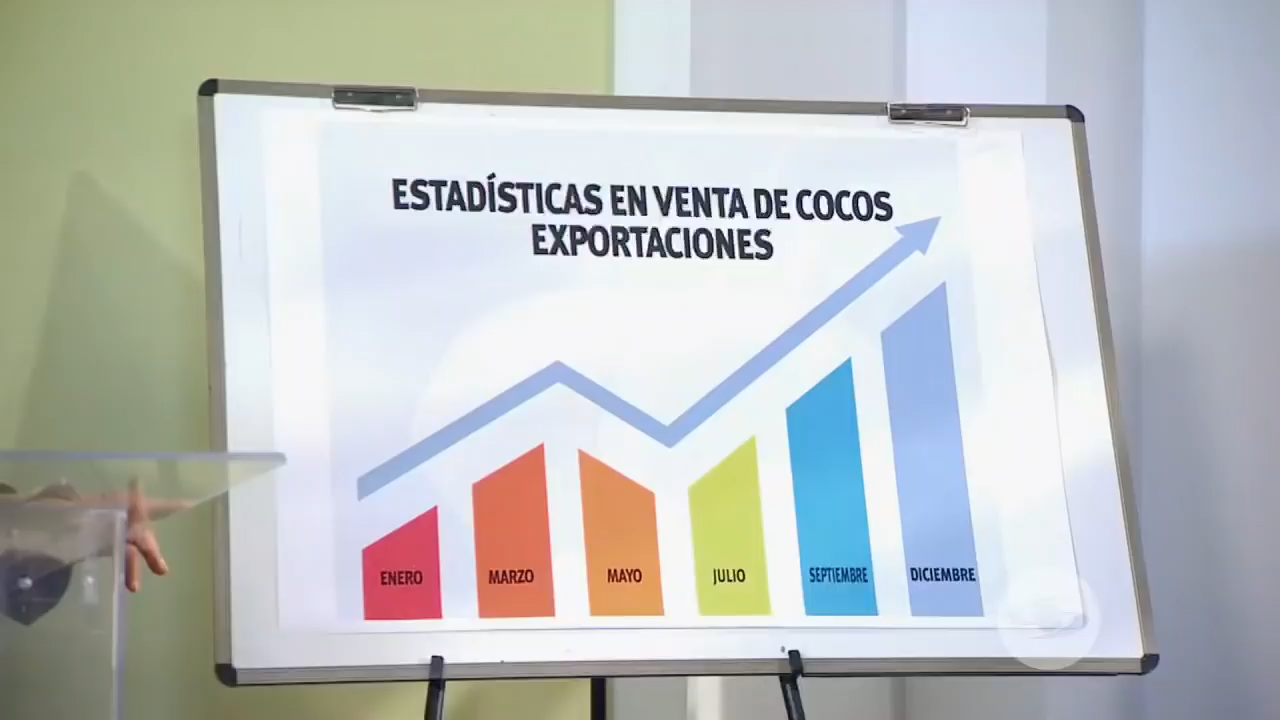 ESTADÍSTICAS EN VENTA DE COCOS
EXPORTACIONES
ENERO
MARZO
MAYO
JULIO
SEPTIEMBRE
DICIEMBRE